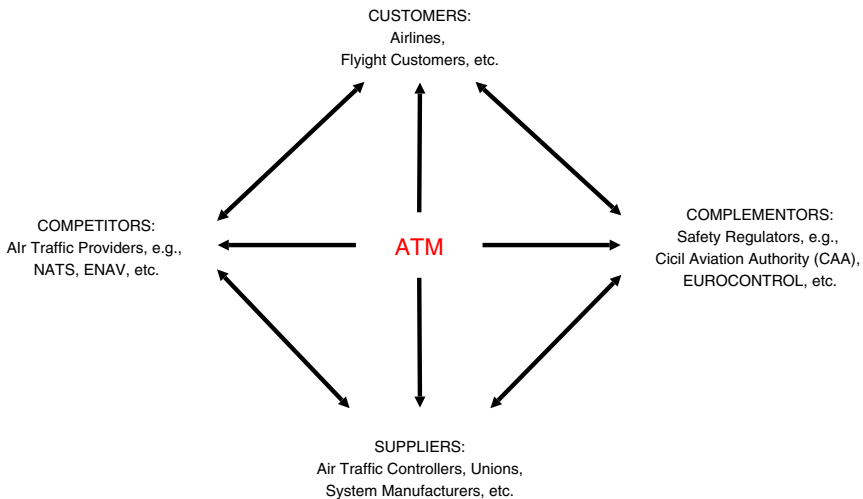 CUSTOMERS:
Airlines,
Flyight Customers, etc.
COMPETITORS:
AIr Traffic Providers, e.g.,
NATS, ENAV, etc.
ATM
COMPLEMENTORS:
Safety Regulators, e.g.,
Cicil Aviation Authority (CAA),
EUROCONTROL, etc.
SUPPLIERS:
Air Traffic Controllers, Unions,
System Manufacturers, etc.